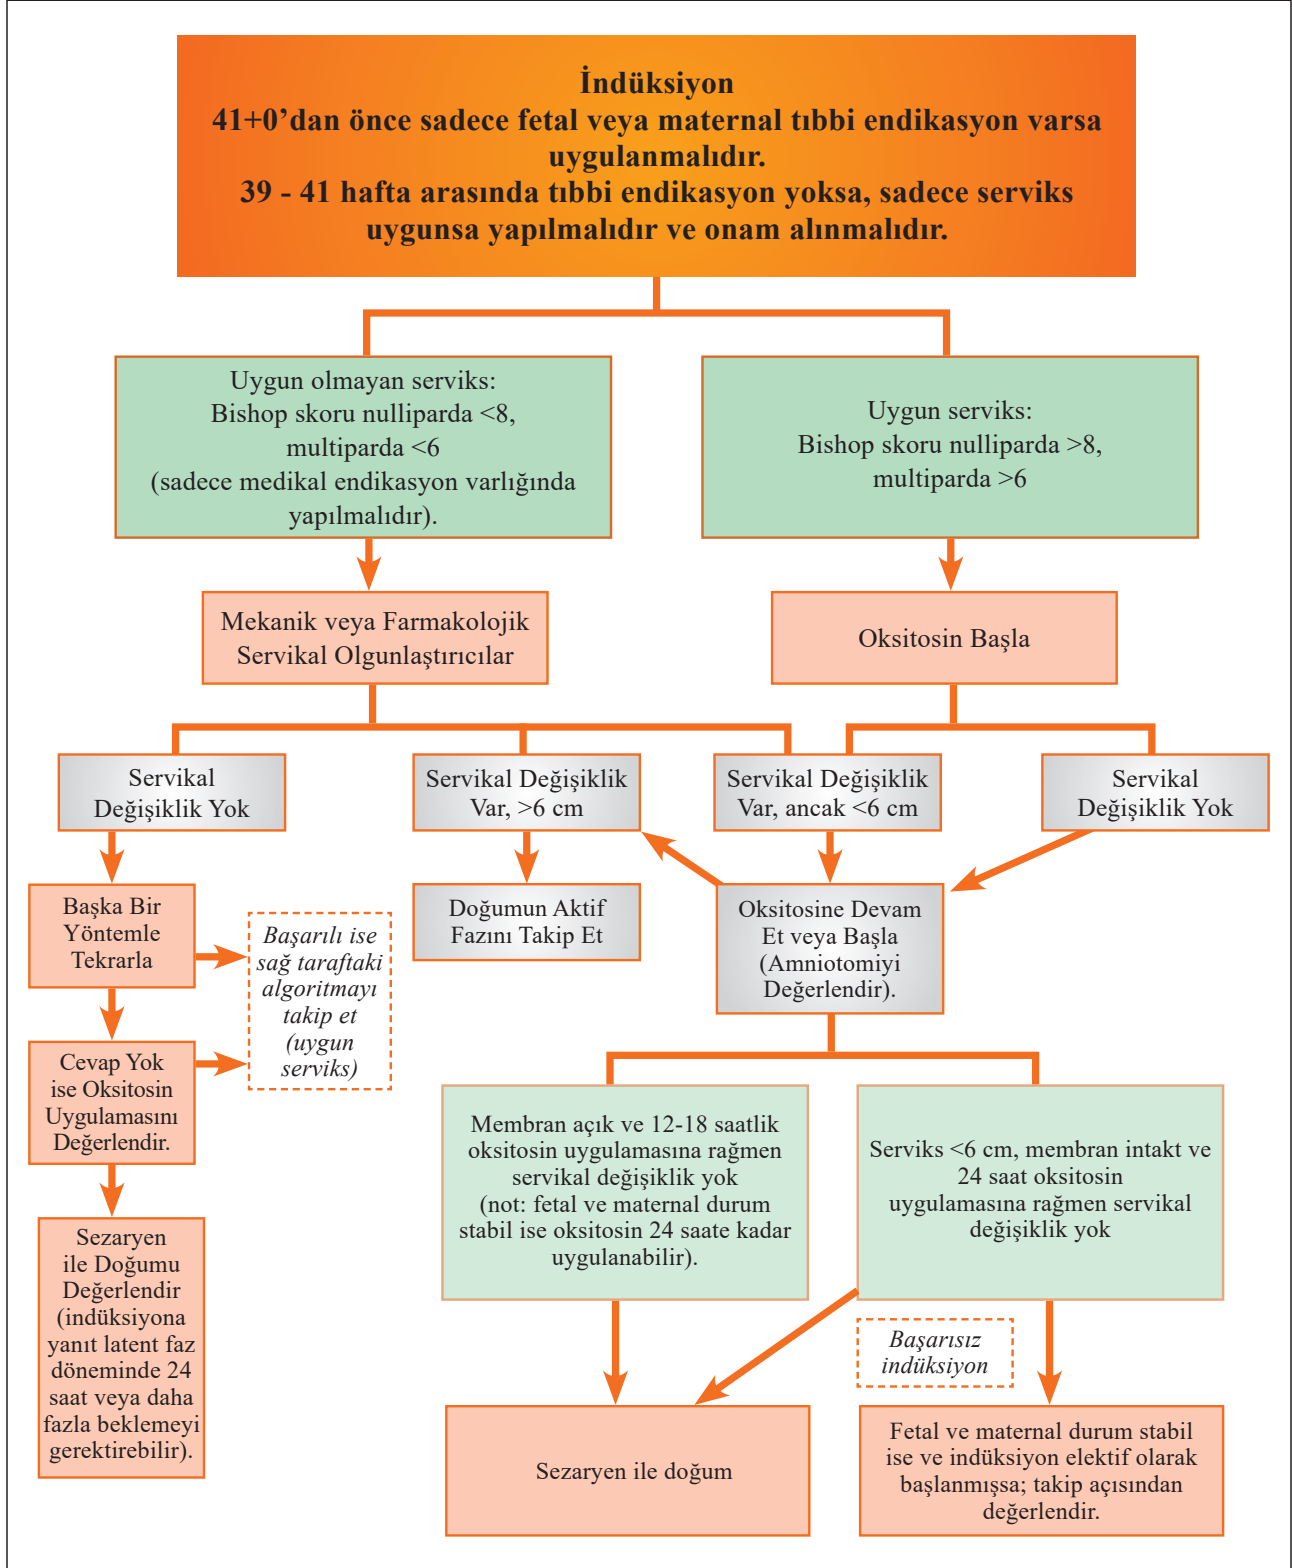 İndüksiyon
41+0’dan önce sadece fetal veya maternal tıbbi endikasyon varsa
uygulanmalıdır.
39 - 41 hafta arasında tıbbi endikasyon yoksa, sadece serviks
uygunsa yapılmalıdır ve onam alınmalıdır.
Uygun olmayan serviks:
Bishop skoru nulliparda <8,
multiparda <6
(sadece medikal endikasyon varlığında
yapılmalıdır).
Uygun serviks:
Bishop skoru nulliparda >8,
multiparda >6
Mekanik veya Farmakolojik
Servikal Olgunlaştırıcılar
Oksitosin Başla
Servikal
Değişiklik Yok
Servikal Değişiklik
Var, >6 cm
Servikal Değişiklik
Var, ancak <6 cm
Servikal
Değişiklik Yok
Başka Bir
Yöntemle
Tekrarla
Başarılı ise
sağ taraftaki
algoritmayı
takip et
(uygun
serviks)
Doğumun Aktif
Fazını Takip Et
Oksitosine Devam
Et veya Başla
(Amniotomiyi
Değerlendir).
Cevap Yok
ise Oksitosin
Uygulamasını
Değerlendir.
Membran açık ve 12-18 saatlik
oksitosin uygulamasına rağmen
servikal değişiklik yok
(not: fetal ve maternal durum
stabil ise oksitosin 24 saate kadar
uygulanabilir).
Serviks <6 cm, membran intakt ve
24 saat oksitosin
uygulamasına rağmen servikal
değişiklik yok
Sezaryen
ile Doğumu
Değerlendir
(indüksiyona
yanıt latent faz
döneminde 24
saat veya daha
fazla beklemeyi
gerektirebilir).
Başarısız
indüksiyon
Sezaryen ile doğum
Fetal ve maternal durum stabil
ise ve indüksiyon elektif olarak
başlanmışsa; takip açısından
değerlendir.